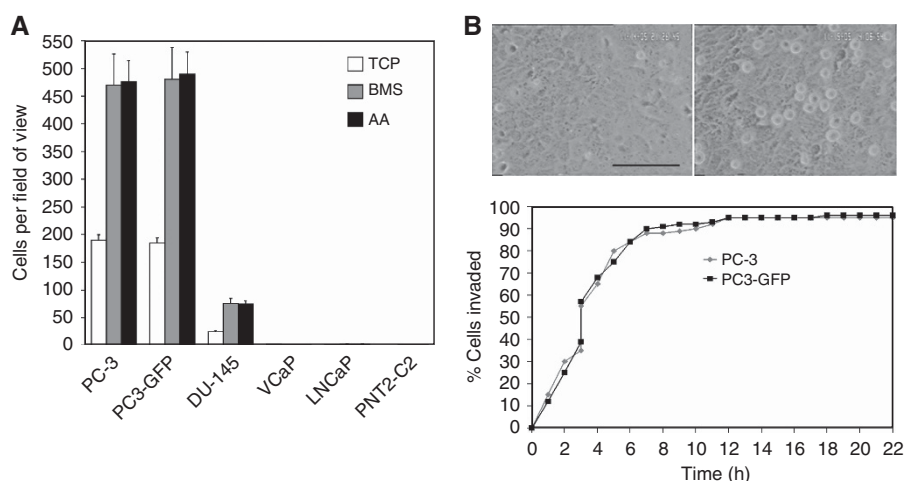 A
550
500
450
400
350
300
250
200
150
100
50
0
Cells per field of view
TCP
BMS
AA
PC-3
PC3-GFP
DU-145
VCaP
LNCaP
PNT2-C2
B
100
90
80
70
60
50
40
30
20
10
0
% Cells invaded
PC-3
PC3-GFP
0 2 4 6 8 10 12 14 16 18 20 22
Time (h)